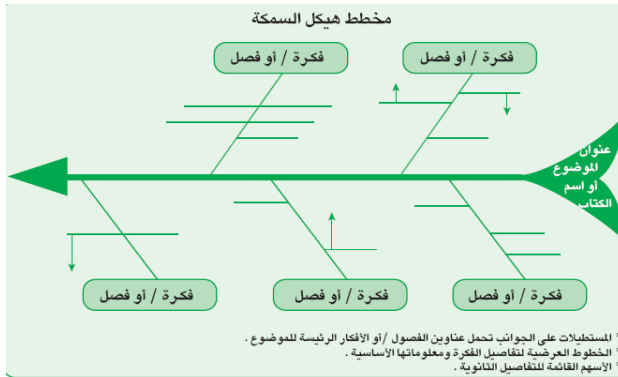 مخطط هيكل السمكة
فكرة / أو فصل
فكرة / أو فصل
عنوان
الموضوع
أو اسم
الكتاب
فكرة / أو فصل
فكرة / أو فصل
فكرة / أو فصل
* المستطيلات على الجوانب تحمل عناوين الفصول /أو الأفكار الرئيسة للموضوع .
* الخطوط العرضية لتفاصيل الفكرة ومعلوماتها الأساسية .
* الأسهم القائمة للتفاصيل الثانوية .